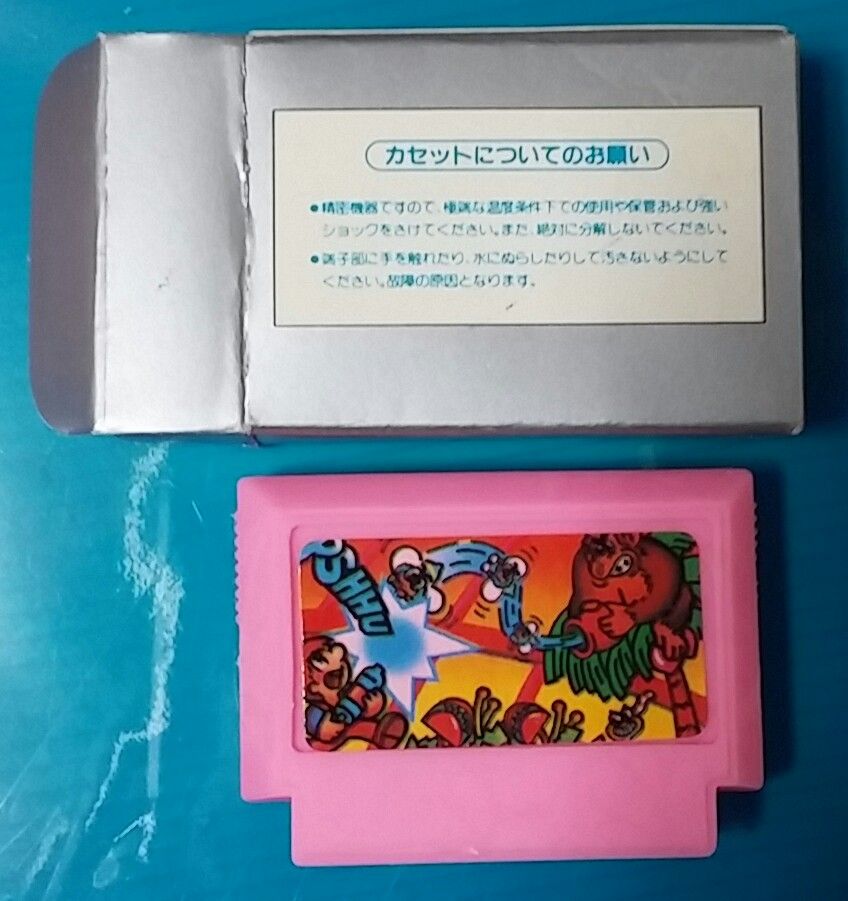 カセットについてのお願い
●精密機器ですので、極端な温度条件下での使用や保管および強い
ショックをさけてください。また、絶対に分解しないでください。
●端子部に手を触れたり、水にぬらしたりして汚さないようにして
ください。故障の原因となります。
PSHHU